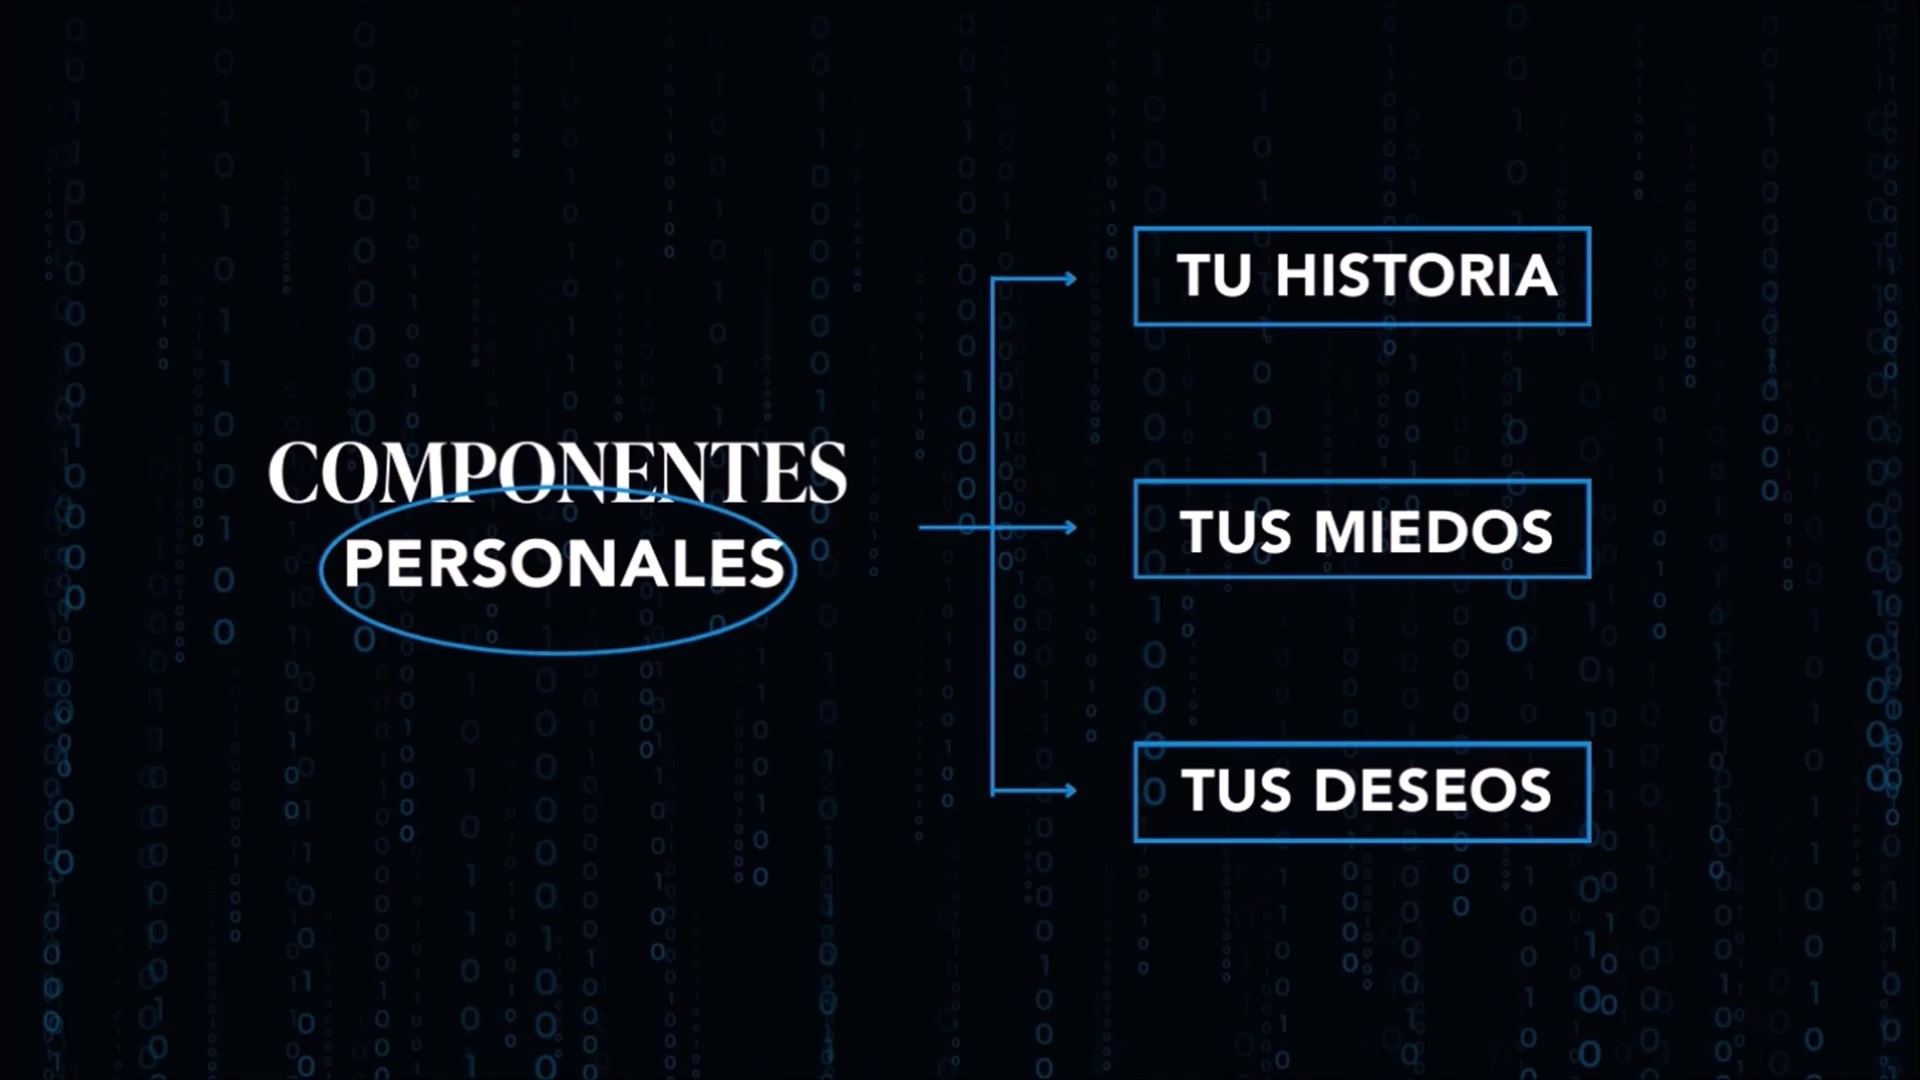 COMPONENTES
PERSONALES
TU HISTORIA
TUS MIEDOS
TUS DESEOS